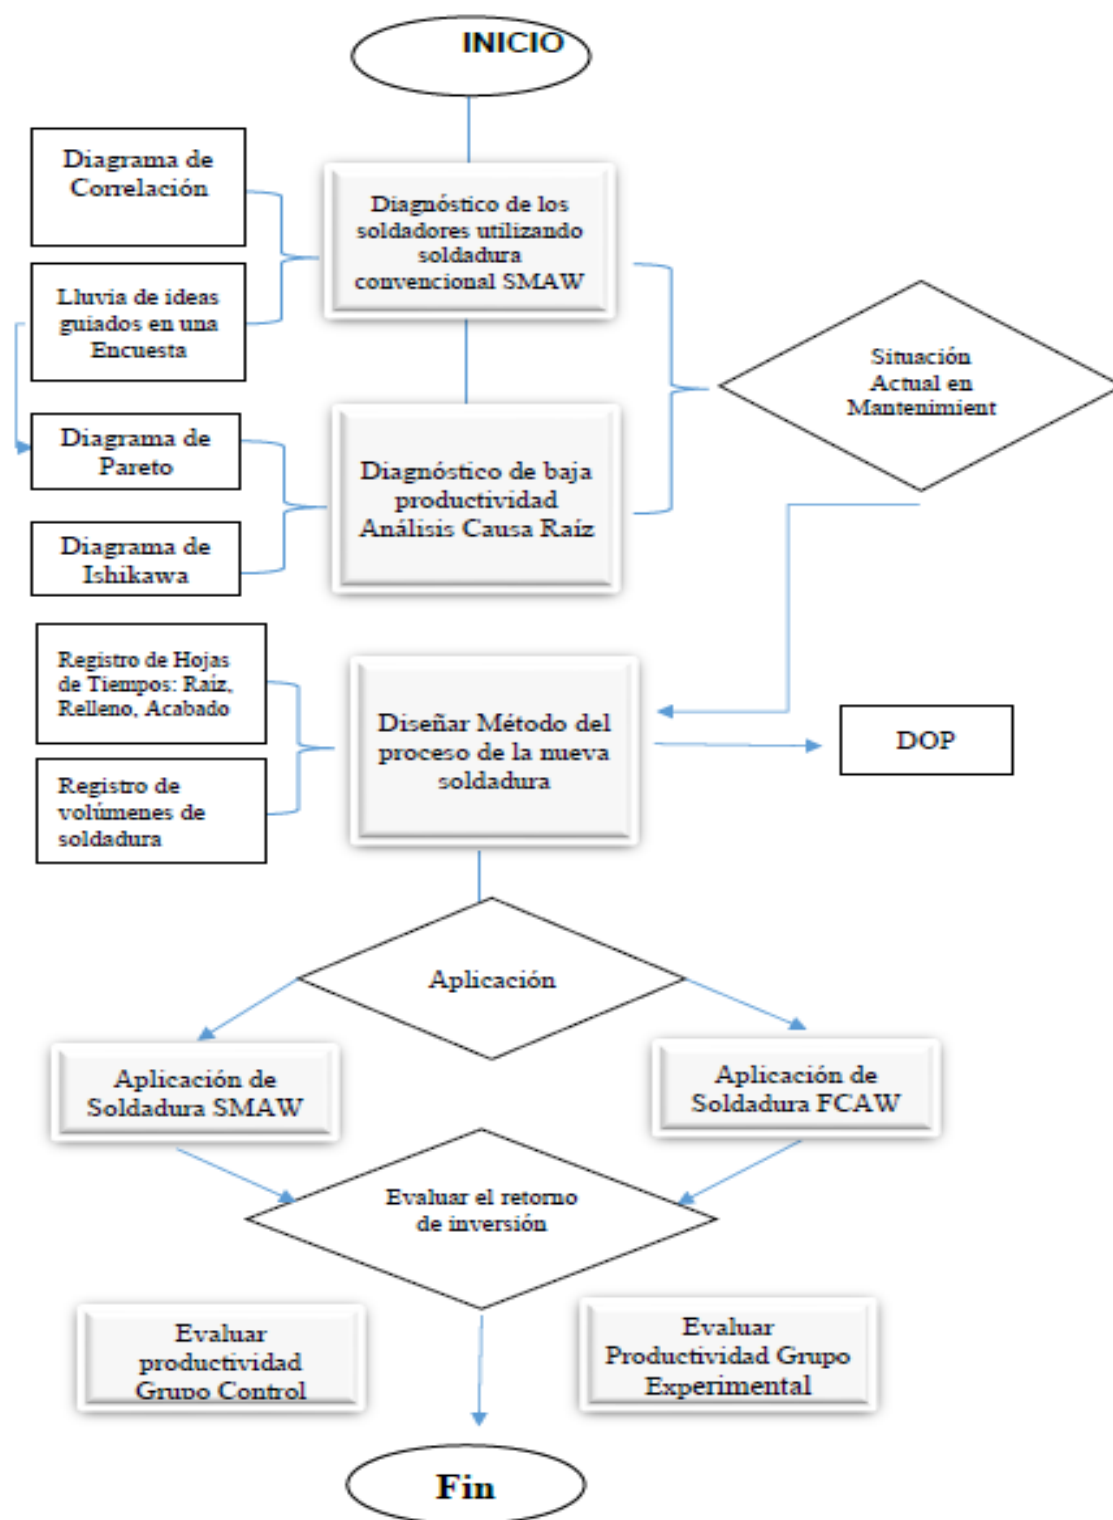 INICIO
Diagrama de
Correlación
Diagnóstico de los
soldadores utilizando
soldadura
convencional SMAW
Lluvia de ideas
guiados en una
Encuesta
Situación
Actual en
Mantenimient
Diagrama de
Pareto
Diagnóstico de baja
productividad
Análisis Causa Raíz
Diagrama de
Ishikawa
Registro de Hojas
de Tiempos: Raíz,
Relleno, Acabado
Diseñar Método del
proceso de la nueva
soldadura
DOP
Registro de
volúmenes de
soldadura
Aplicación
Aplicación de
Soldadura SMAW
Aplicación de
Soldadura FCAW
Evaluar el retorno
de inversión
Evaluar
productividad
Grupo Control
Evaluar
Productividad Grupo
Experimental
Fin